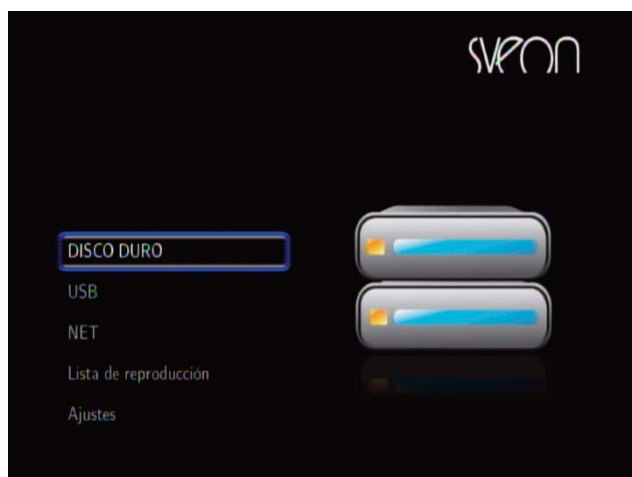 sveon
DISCO DURO
USB
NET
Lista de reproducción
Ajustes